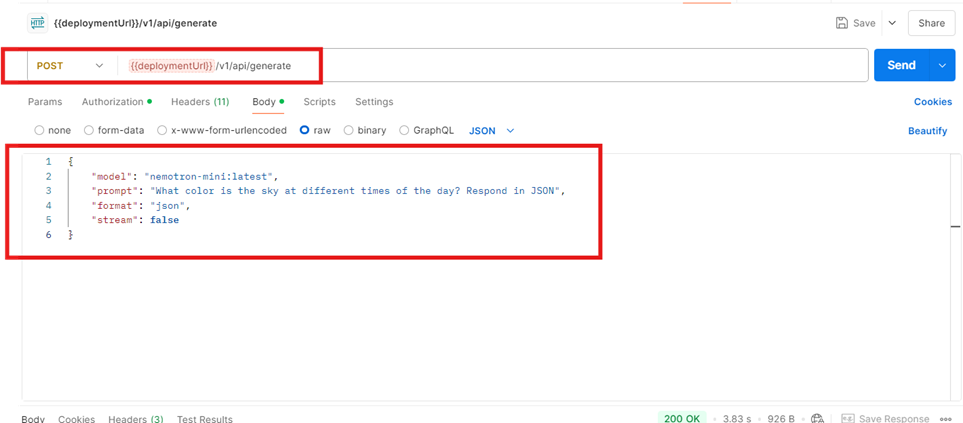 HTTP {{deploymentUrl}}/v1/api/generate Save Share
POST {{deploymentUrl}}/v1/api/generate Send
Params Authorization Headers (11) Body Scripts Settings Cookies
none form-data x-www-form-urlencoded raw binary GraphQL JSON Beautify
1 {
2 "model": "nemotron-mini:latest",
3 "prompt": "What color is the sky at different times of the day? Respond in JSON",
4 "format": "json",
5 "stream": false
6 }
Body Cookies Headers (3) Test Results 200 OK 3.83 s 926 B Save Response